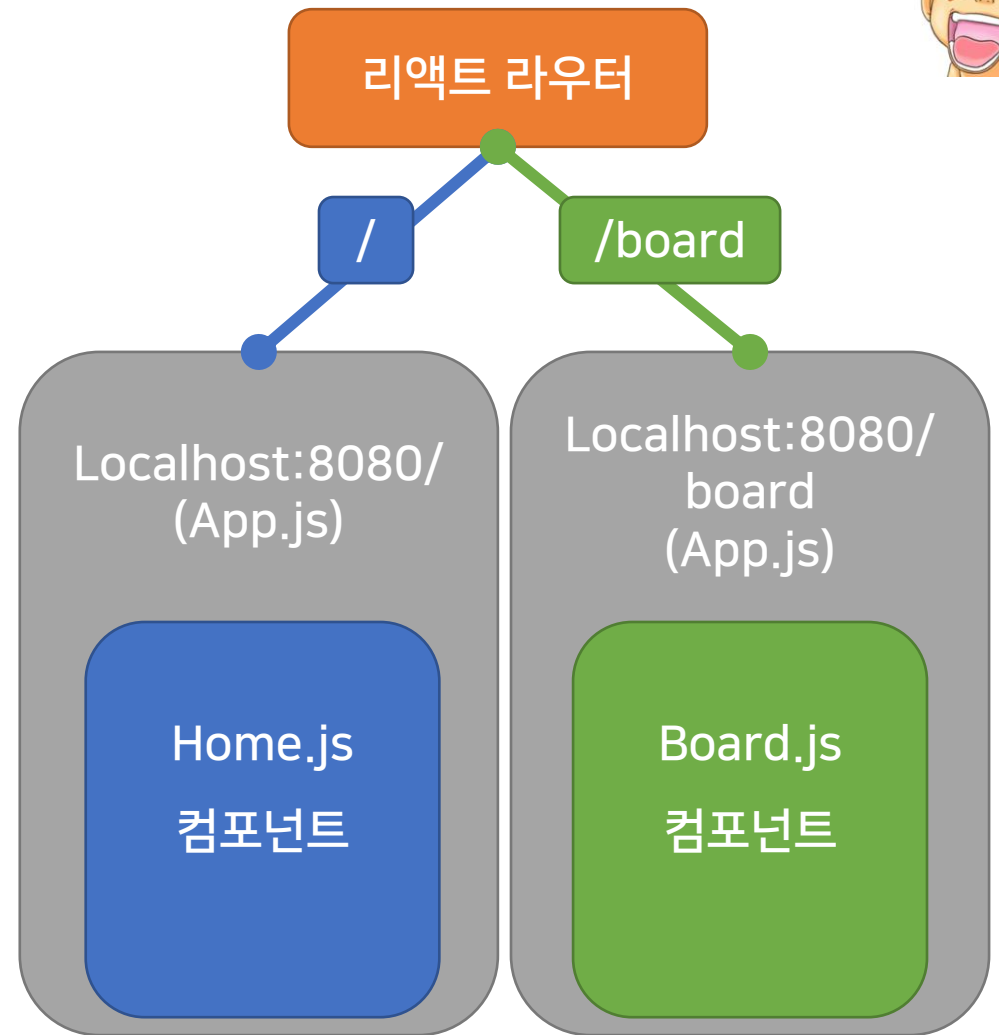 리액트 라우터
/
/board
Localhost:8080/
(App.js)
Localhost:8080/
board
(App.js)
Home.js
컴포넌트
Board.js
컴포넌트